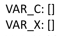 VAR_C: []
VAR_X: []